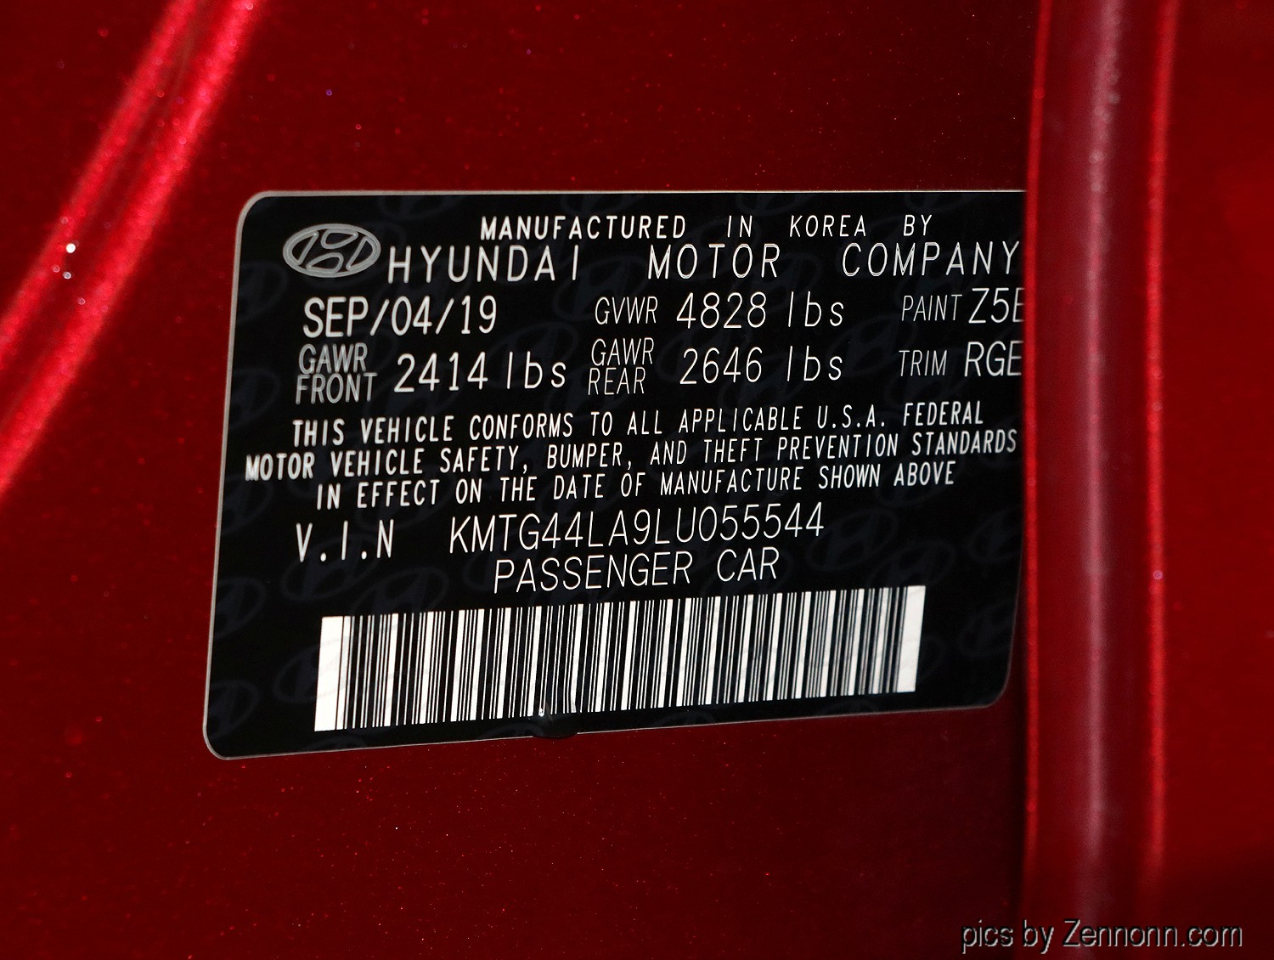 MANUFACTURED IN KOREA BY
HYUNDAI MOTOR COMPANY
SEP/04/19 GVWR 4828 lbs PAINT Z5E
GAWR FRONT 2414 lbs GAWR REAR 2646 lbs TRIM RGE
THIS VEHICLE CONFORMS TO ALL APPLICABLE U.S.A. FEDERAL
MOTOR VEHICLE SAFETY, BUMPER, AND THEFT PREVENTION STANDARDS
IN EFFECT ON THE DATE OF MANUFACTURE SHOWN ABOVE
V.I.N KMTG44LA9LU055544
PASSENGER CAR
pics by Zennonn.com